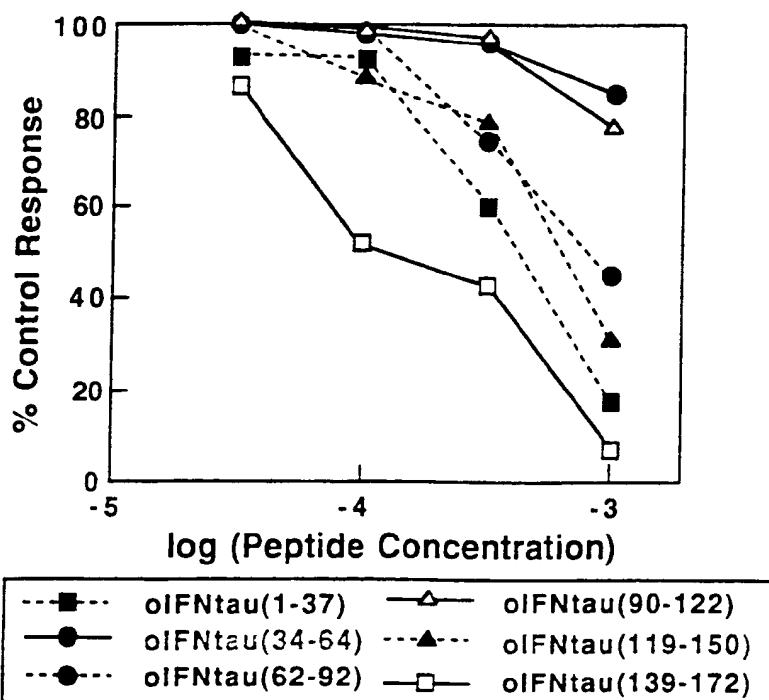 % Control Response
100
80
60
40
20
0
-5
-4
-3
log (Peptide Concentration)
oIFNtau(1-37)
oIFNtau(34-64)
oIFNtau(62-92)
oIFNtau(90-122)
oIFNtau(119-150)
oIFNtau(139-172)